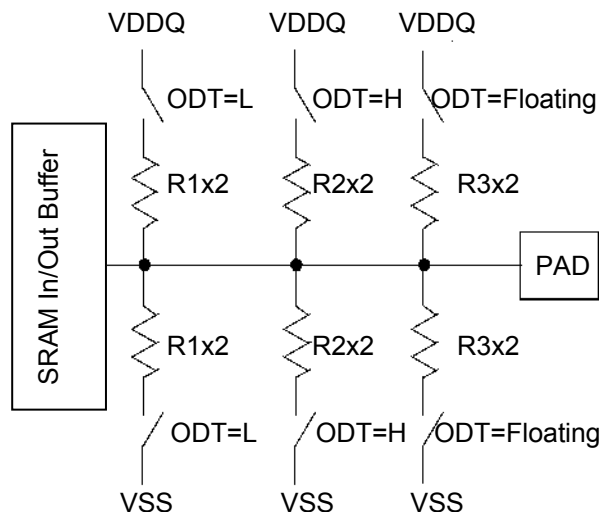 VDDQ VDDQ VDDQ
ODT=L ODT=H ODT=Floating
R1x2 R2x2 R3x2
SRAM In/Out Buffer
PAD
R1x2 R2x2 R3x2
ODT=L ODT=H ODT=Floating
VSS VSS VSS